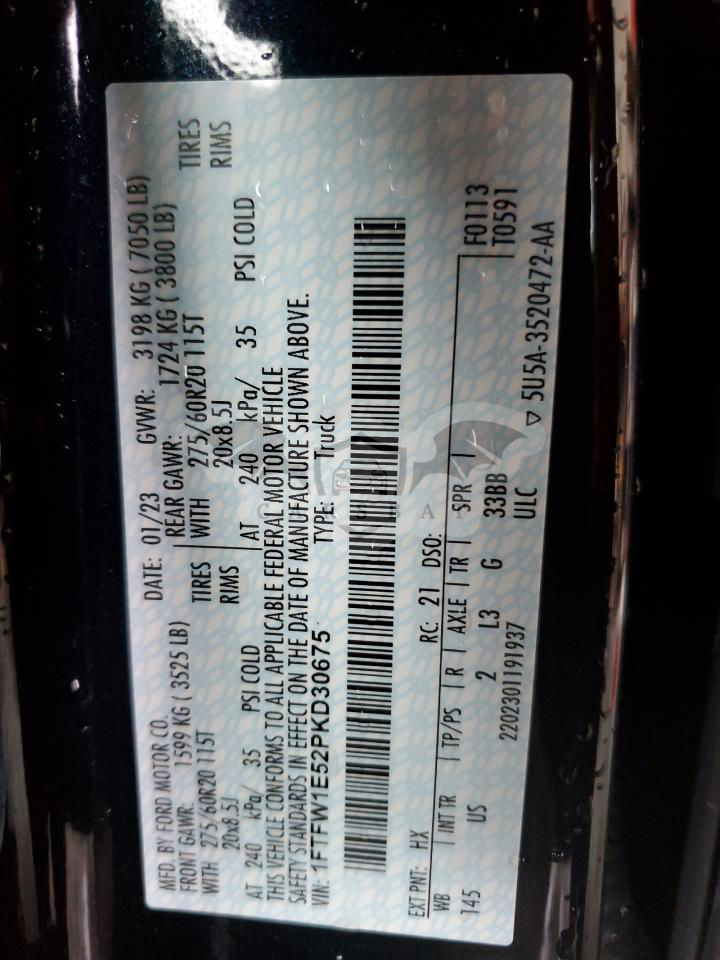 MFD. BY FORD MOTOR CO. DATE: 01/23 GVWR: 3198 KG ( 7050 LB)
FRONT GAWR: 1599 KG ( 3525 LB) REAR GAWR: 1724 KG ( 3800 LB)
WITH 275/60R20 115T TIRES WITH 275/60R20 115T TIRES
20x8.5J RIMS 20x8.5J RIMS
AT 240 kPa/ 35 PSI COLD AT 240 kPa/ 35 PSI COLD
THIS VEHICLE CONFORMS TO ALL APPLICABLE FEDERAL MOTOR VEHICLE
SAFETY STANDARDS IN EFFECT ON THE DATE OF MANUFACTURE SHOWN ABOVE.
VIN: 1FTFW1E52PKD30675 TYPE: Truck
EXT PNT: HX RC: 21 DSO: F0113
WB INT TR TP/PS R AXLE TR SPR T0591
145 US 2 L3 G 33BB
ULC
2202301191937 ▽ 5U5A-3520472-AA